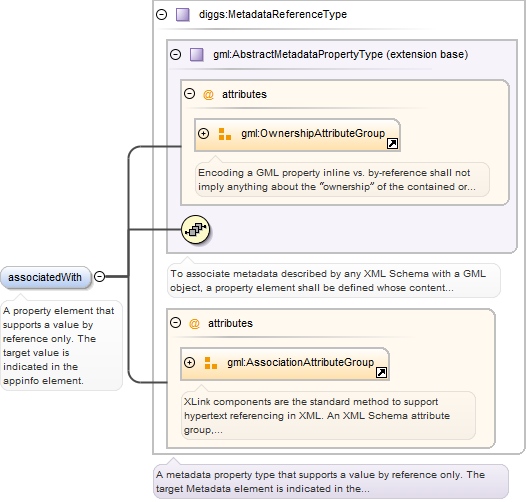 diggs:MetadataReferenceType
gml:AbstractMetadataPropertyType (extension base)
@ attributes
gml:OwnershipAttributeGroup
Encoding a GML property inline vs. by-reference shall not
imply anything about the "ownership" of the contained or...
To associate metadata described by any XML Schema with a GML
object, a property element shall be defined whose content...
associatedWith
A property element that
supports a value by
reference only. The
target value is
indicated in the
appinfo element.
@ attributes
gml:AssociationAttributeGroup
XLink components are the standard method to support
hypertext referencing in XML. An XML Schema attribute
group,...
A metadata property type that supports a value by reference only. The
target Metadata element is indicated in the...